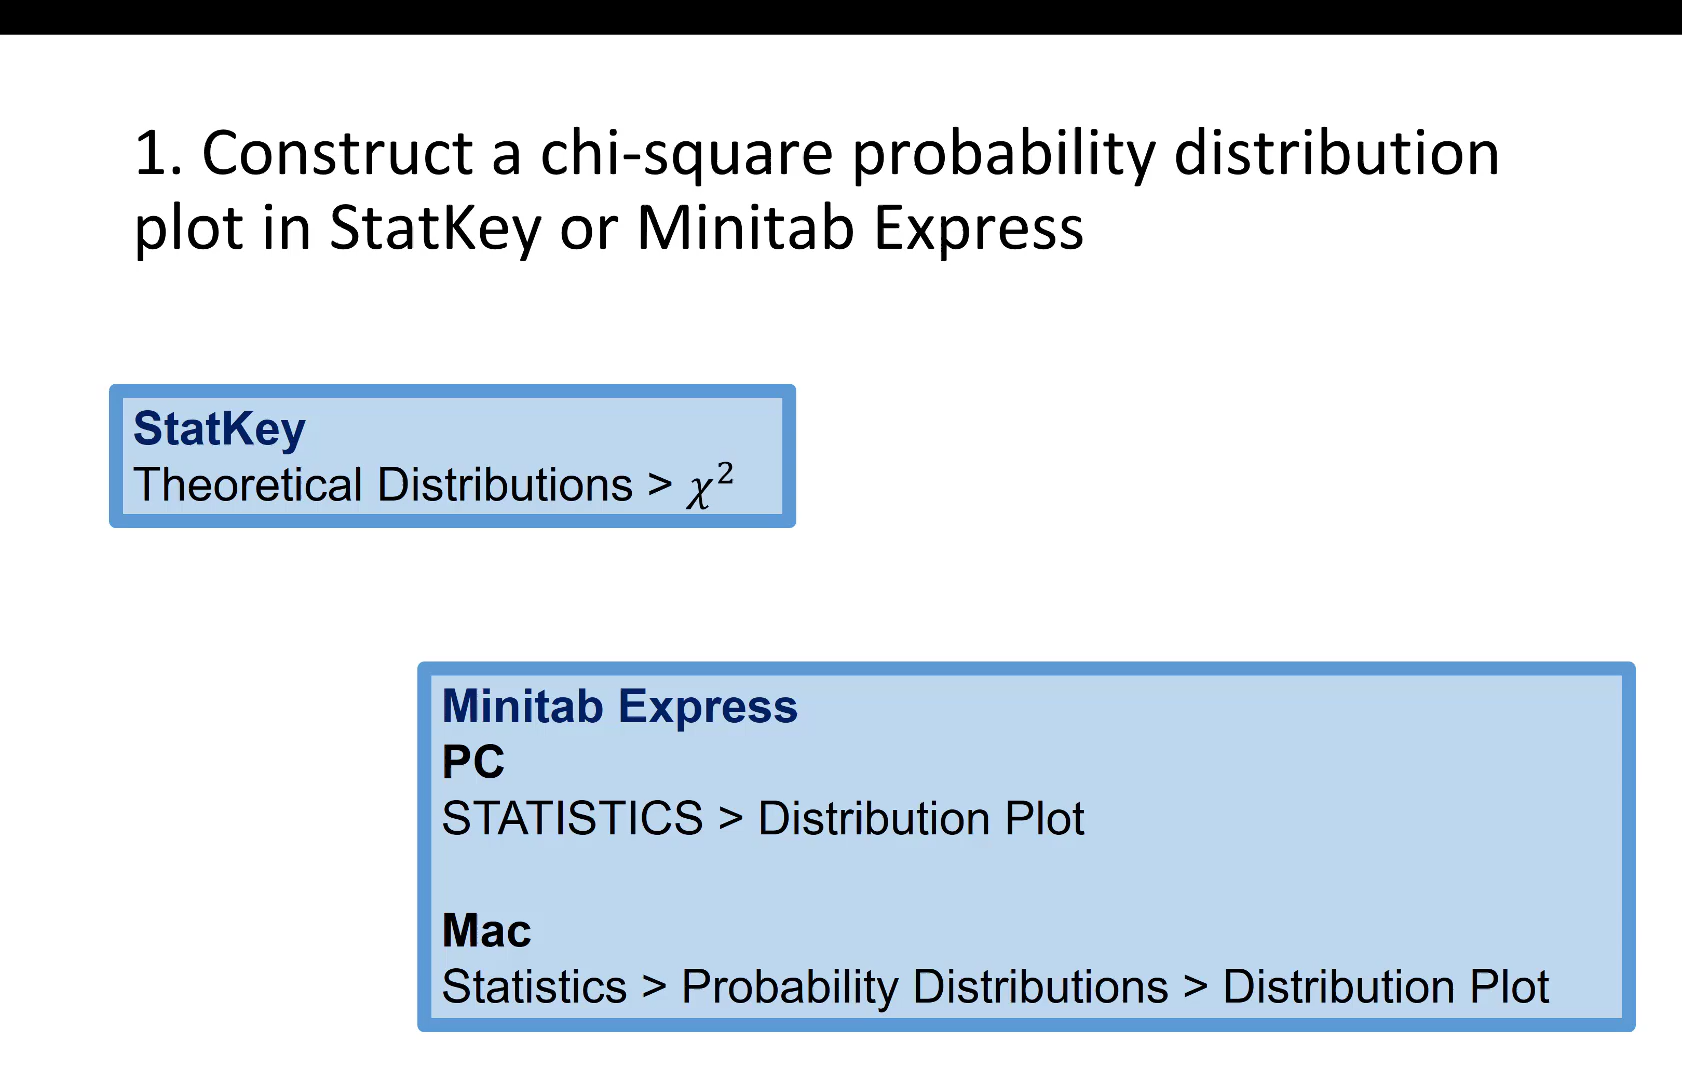 1. Construct a chi-square probability distribution
plot in StatKey or Minitab Express
StatKey
Theoretical Distributions > χ²
Minitab Express
PC
STATISTICS > Distribution Plot
Mac
Statistics > Probability Distributions > Distribution Plot